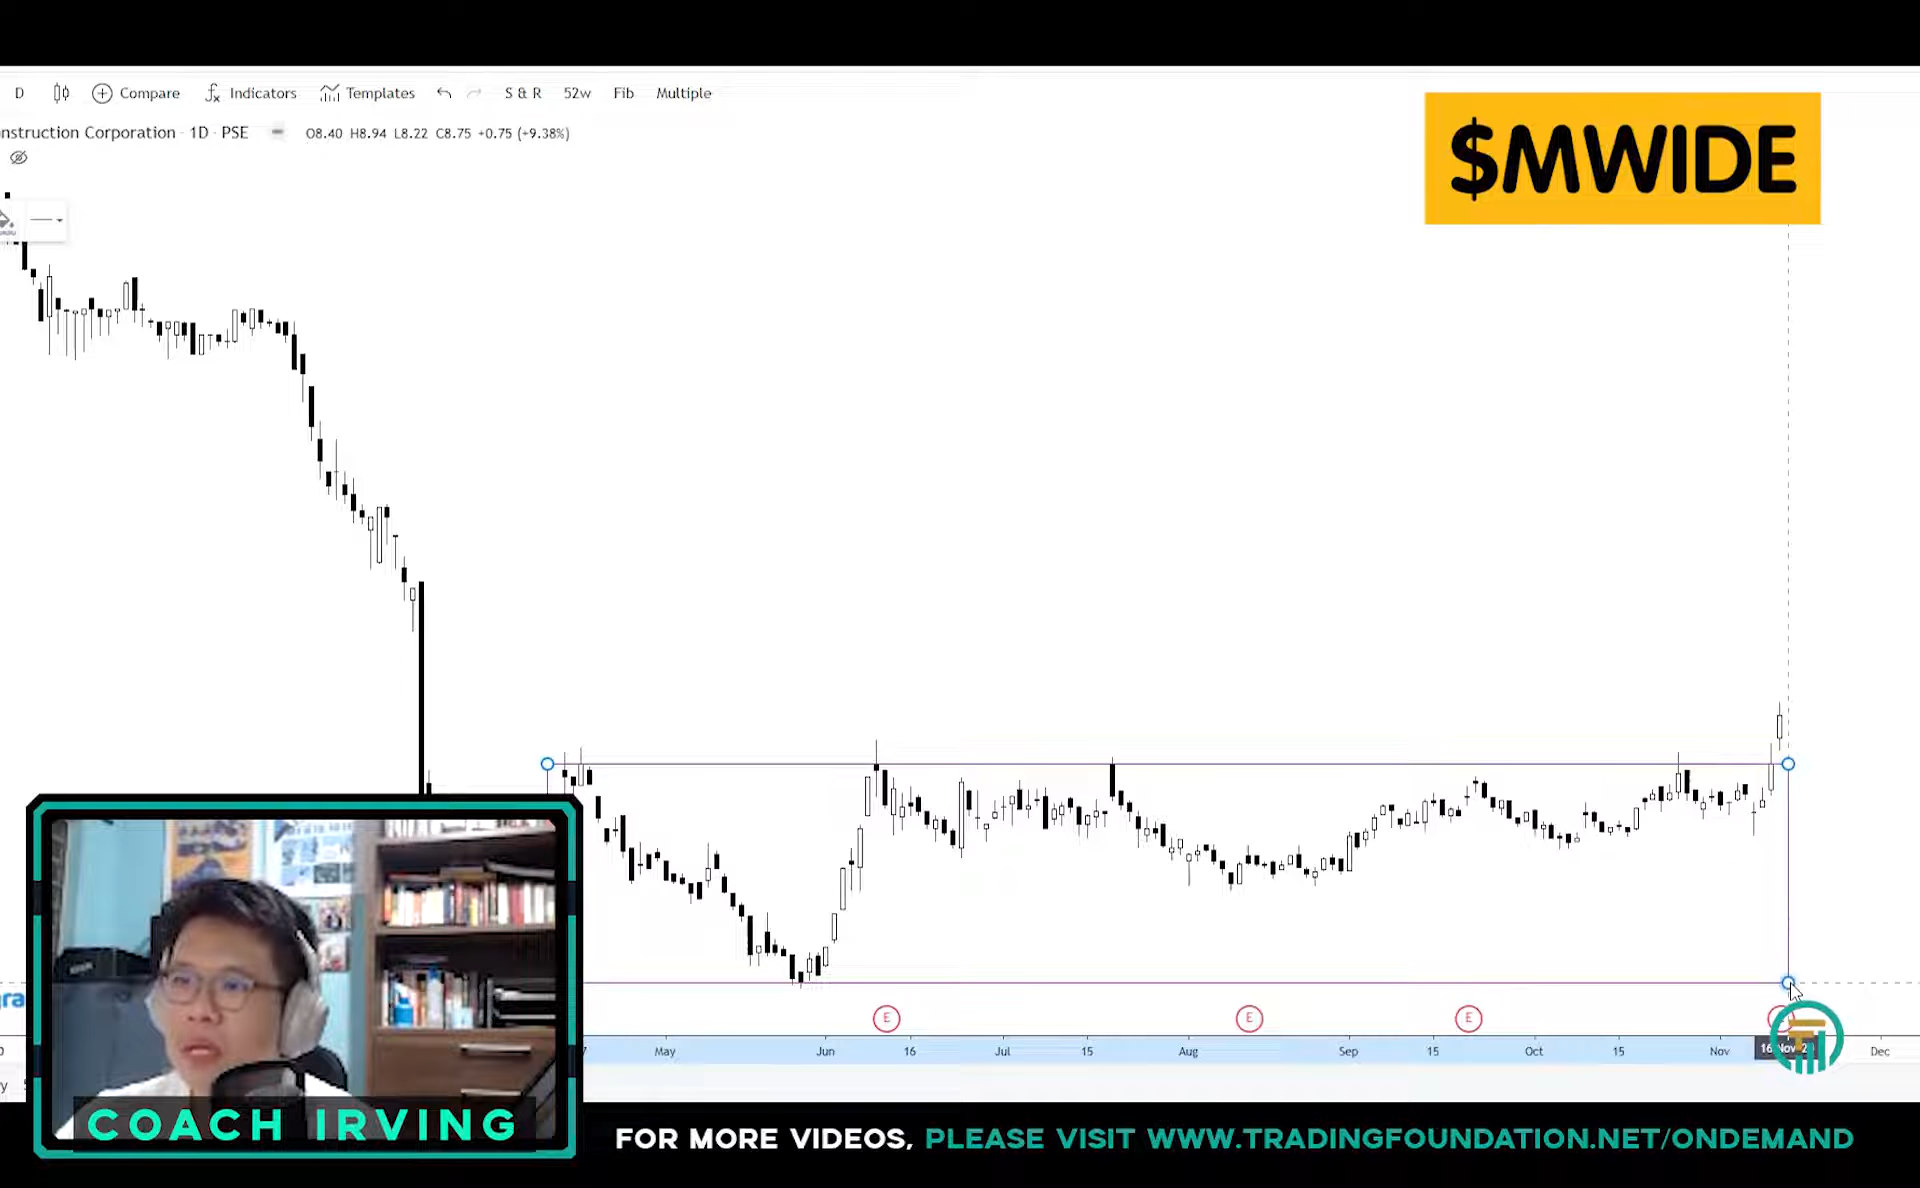 D Compare Indicators Templates S & R 52w Fib Multiple
nstruction Corporation · 1D · PSE O8.40 H8.94 L8.22 C8.75 +0.75 (+9.38%)
$MWIDE
E E E
May Jun 16 Jul 15 Aug Sep 15 Oct 15 Nov 16 Nov Dec
COACH IRVING
FOR MORE VIDEOS, PLEASE VISIT WWW.TRADINGFOUNDATION.NET/ONDEMAND